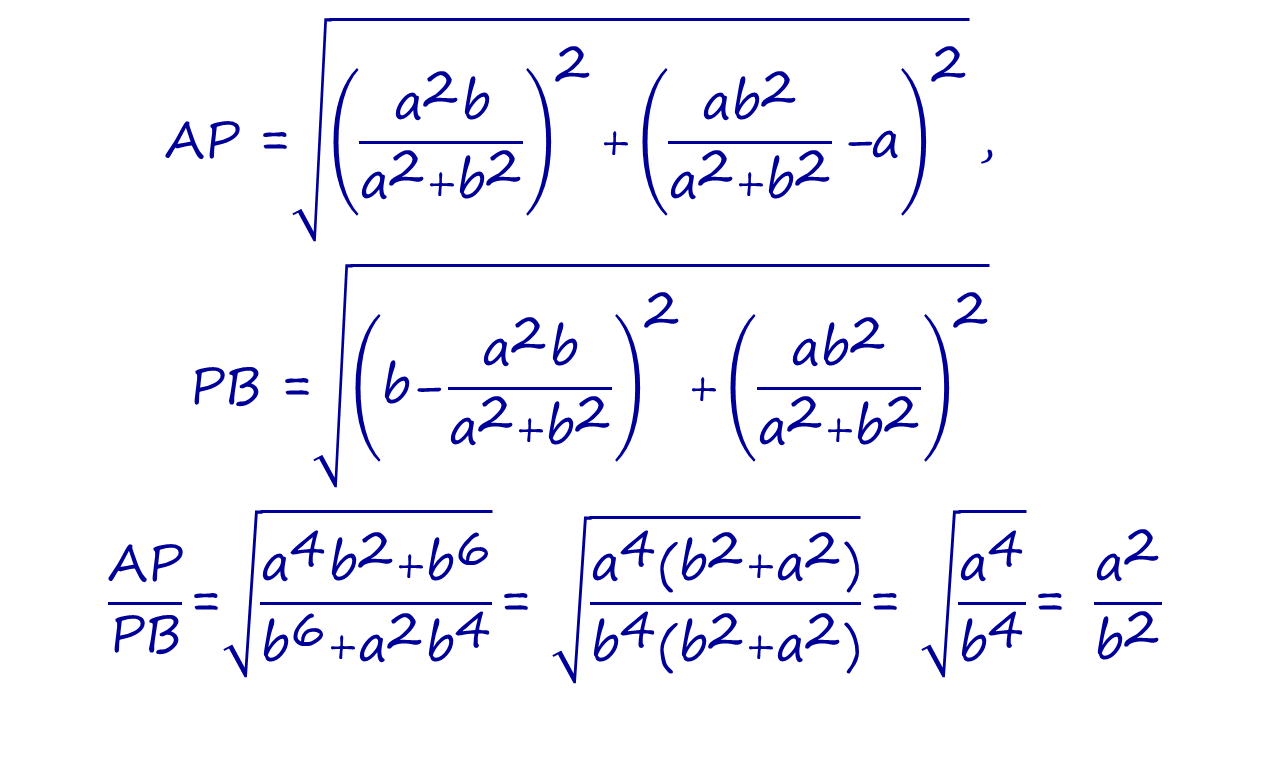 AP = √((a²b/(a²+b²))² + (ab²/(a²+b²) −a)²) ,
PB = √((b−a²b/(a²+b²))² + (ab²/(a²+b²))²)
AP/PB = √((a⁴b²+b⁶)/(b⁶+a²b⁴)) = √(a⁴(b²+a²)/(b⁴(b²+a²))) = √(a⁴/b⁴) = a²/b²